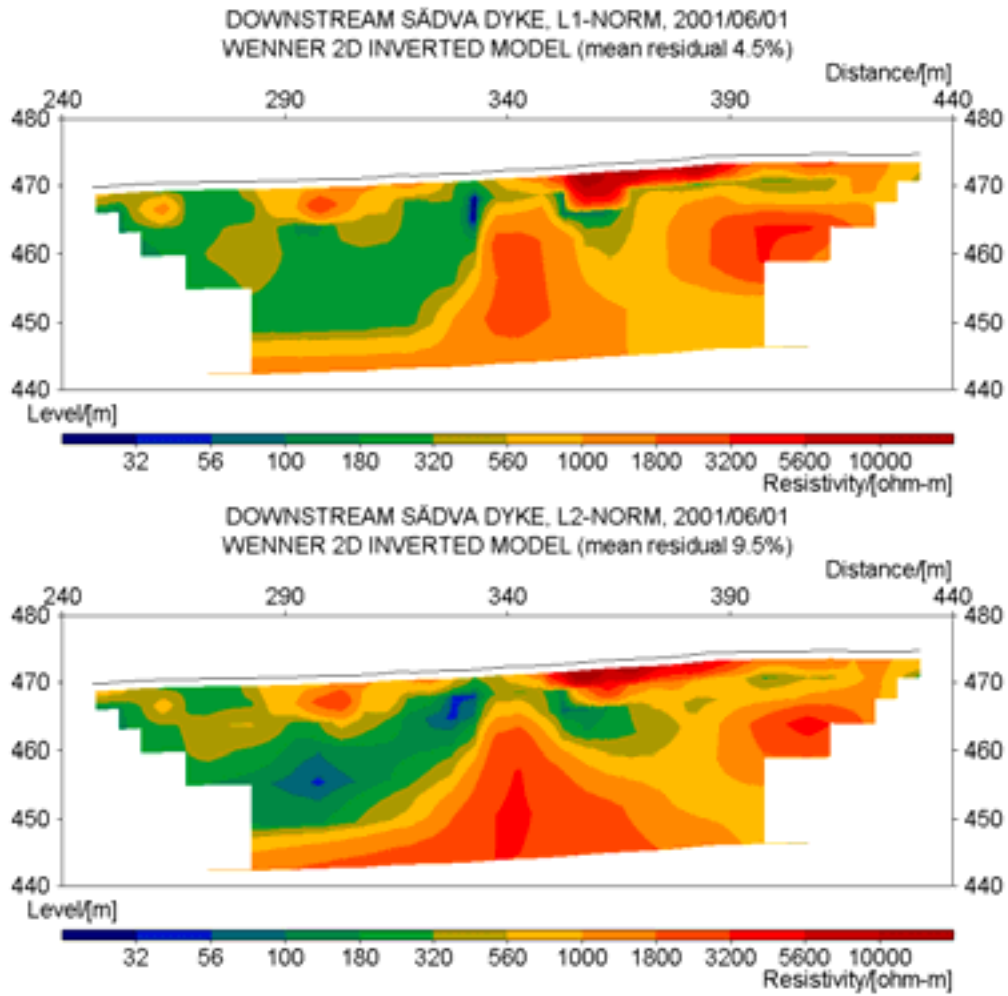 DOWNSTREAM SÄDVA DYKE, L1-NORM, 2001/06/01
WENNER 2D INVERTED MODEL (mean residual 4.5%)
Distance/[m]
240 290 340 390 440
480 480
470 470
460 460
450 450
440 440
Level/[m]
32 56 100 180 320 560 1000 1800 3200 5600 10000
Resistivity/[ohm-m]
DOWNSTREAM SÄDVA DYKE, L2-NORM, 2001/06/01
WENNER 2D INVERTED MODEL (mean residual 9.5%)
Distance/[m]
240 290 340 390 440
480 480
470 470
460 460
450 450
440 440
Level/[m]
32 56 100 180 320 560 1000 1800 3200 5600 10000
Resistivity/[ohm-m]